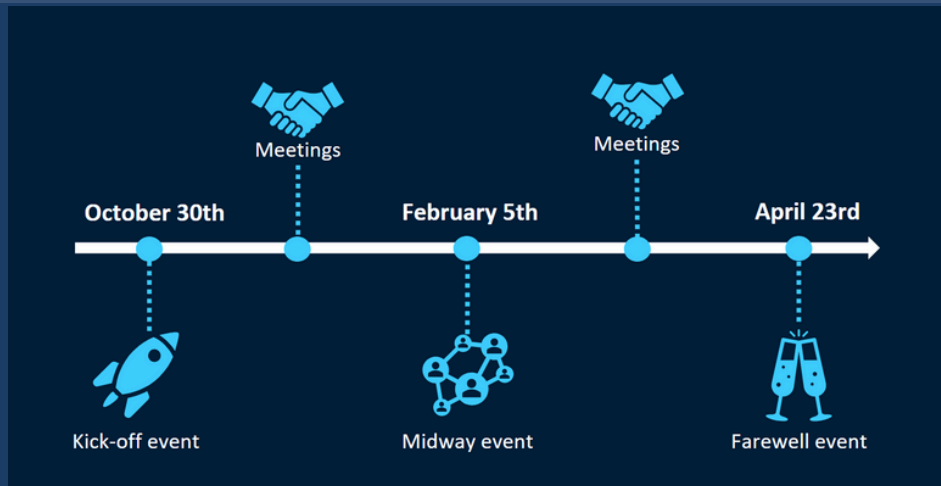 Meetings
Meetings
October 30th
February 5th
April 23rd
Kick-off event
Midway event
Farewell event